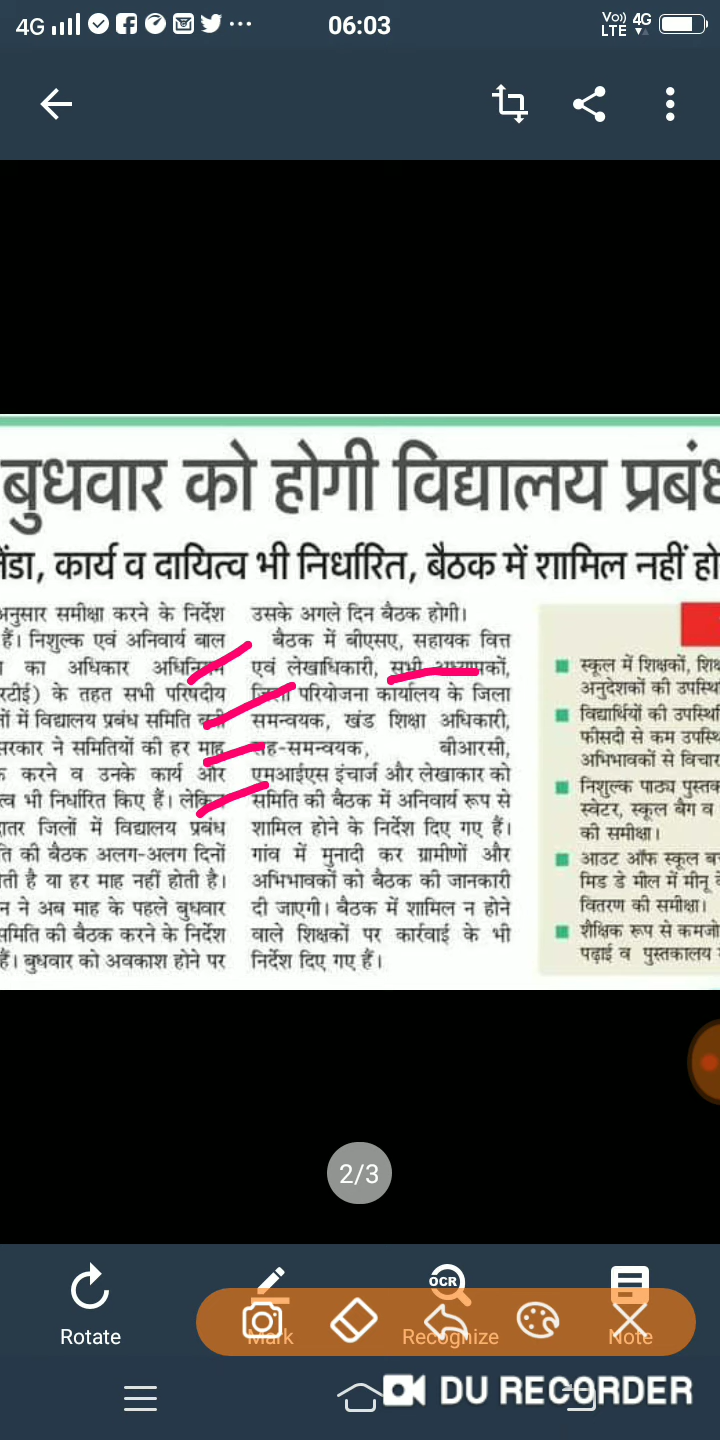 4G 06:03 Vo)) LTE 4G
बुधवार को होगी विद्यालय प्रबंध
कार्य व दायित्व भी निर्धारित, बैठक में शामिल नहीं हो
अनुसार समीक्षा करने के निर्देश
हैं। निशुल्क एवं अनिवार्य बाल
का अधिकार अधिनियम
के तहत सभी परिषदीय
में विद्यालय प्रबंध समिति बनी
सरकार ने समितियों की हर माह
करने व उनके कार्य और
भी निर्धारित किए हैं। लेकिन
जिलों में विद्यालय प्रबंध
की बैठक अलग-अलग दिनों
है या हर माह नहीं होती है।
ने अब माह के पहले बुधवार
समिति की बैठक करने के निर्देश
हैं। बुधवार को अवकाश होने पर
उसके अगले दिन बैठक होगी।
बैठक में बीएसए, सहायक वित्त
एवं लेखाधिकारी, सभी
जिला परियोजना कार्यालय के जिला
समन्वयक, खंड शिक्षा अधिकारी,
सह-समन्वयक, बीआरसी,
एमआईएस इंचार्ज और लेखाकार को
समिति की बैठक में अनिवार्य रूप से
शामिल होने के निर्देश दिए गए हैं।
गांव में मुनादी कर ग्रामीणों और
अभिभावकों को बैठक की जानकारी
दी जाएगी। बैठक में शामिल न होने
वाले शिक्षकों पर कार्रवाई के भी
निर्देश दिए गए हैं।
स्कूल में शिक्षकों, शिक्ष
अनुदेशकों की उपस्थि
विद्यार्थियों की उपस्थि
फीसदी से कम उपस्थि
अभिभावकों से विचार
निशुल्क पाठ्य पुस्तक
स्वेटर, स्कूल बैग व
की समीक्षा।
आउट ऑफ स्कूल बच
मिड डे मील में मीनू के
वितरण की समीक्षा।
शैक्षिक रूप से कमजो
पढ़ाई व पुस्तकालय
2/3
OCR
Rotate Mark Recognize Note
DU RECORDER